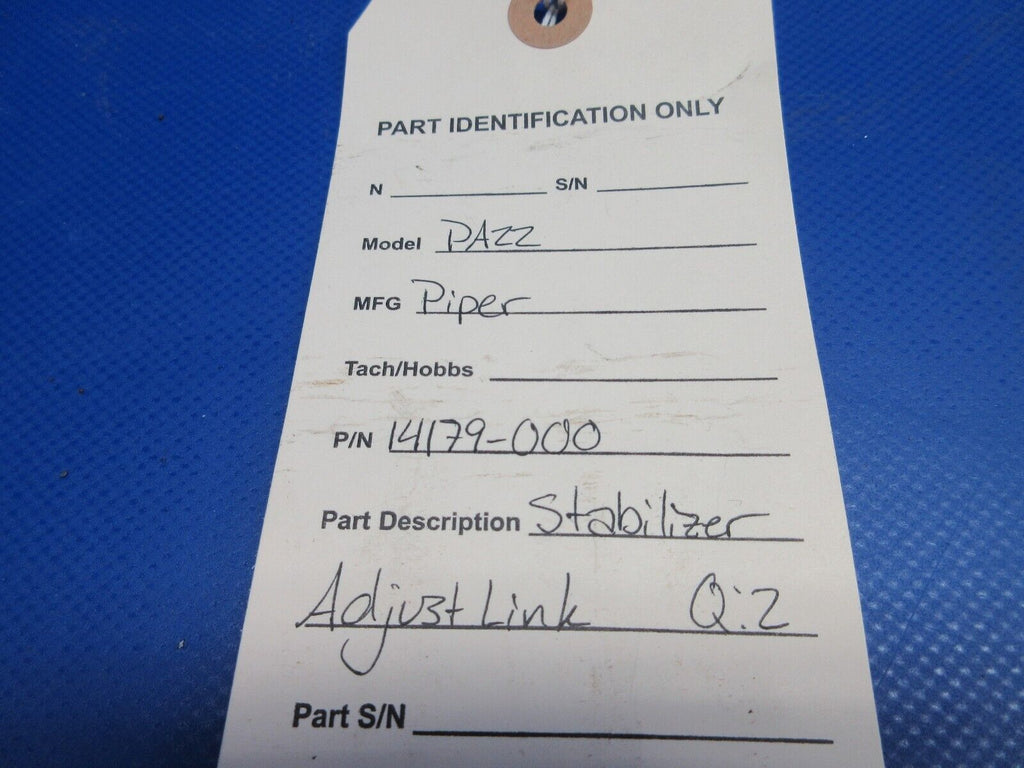 PART IDENTIFICATION ONLY
N S/N
Model PA22
MFG Piper
Tach/Hobbs
P/N 14179-000
Part Description Stabilizer
Adjust Link Q:2
Part S/N